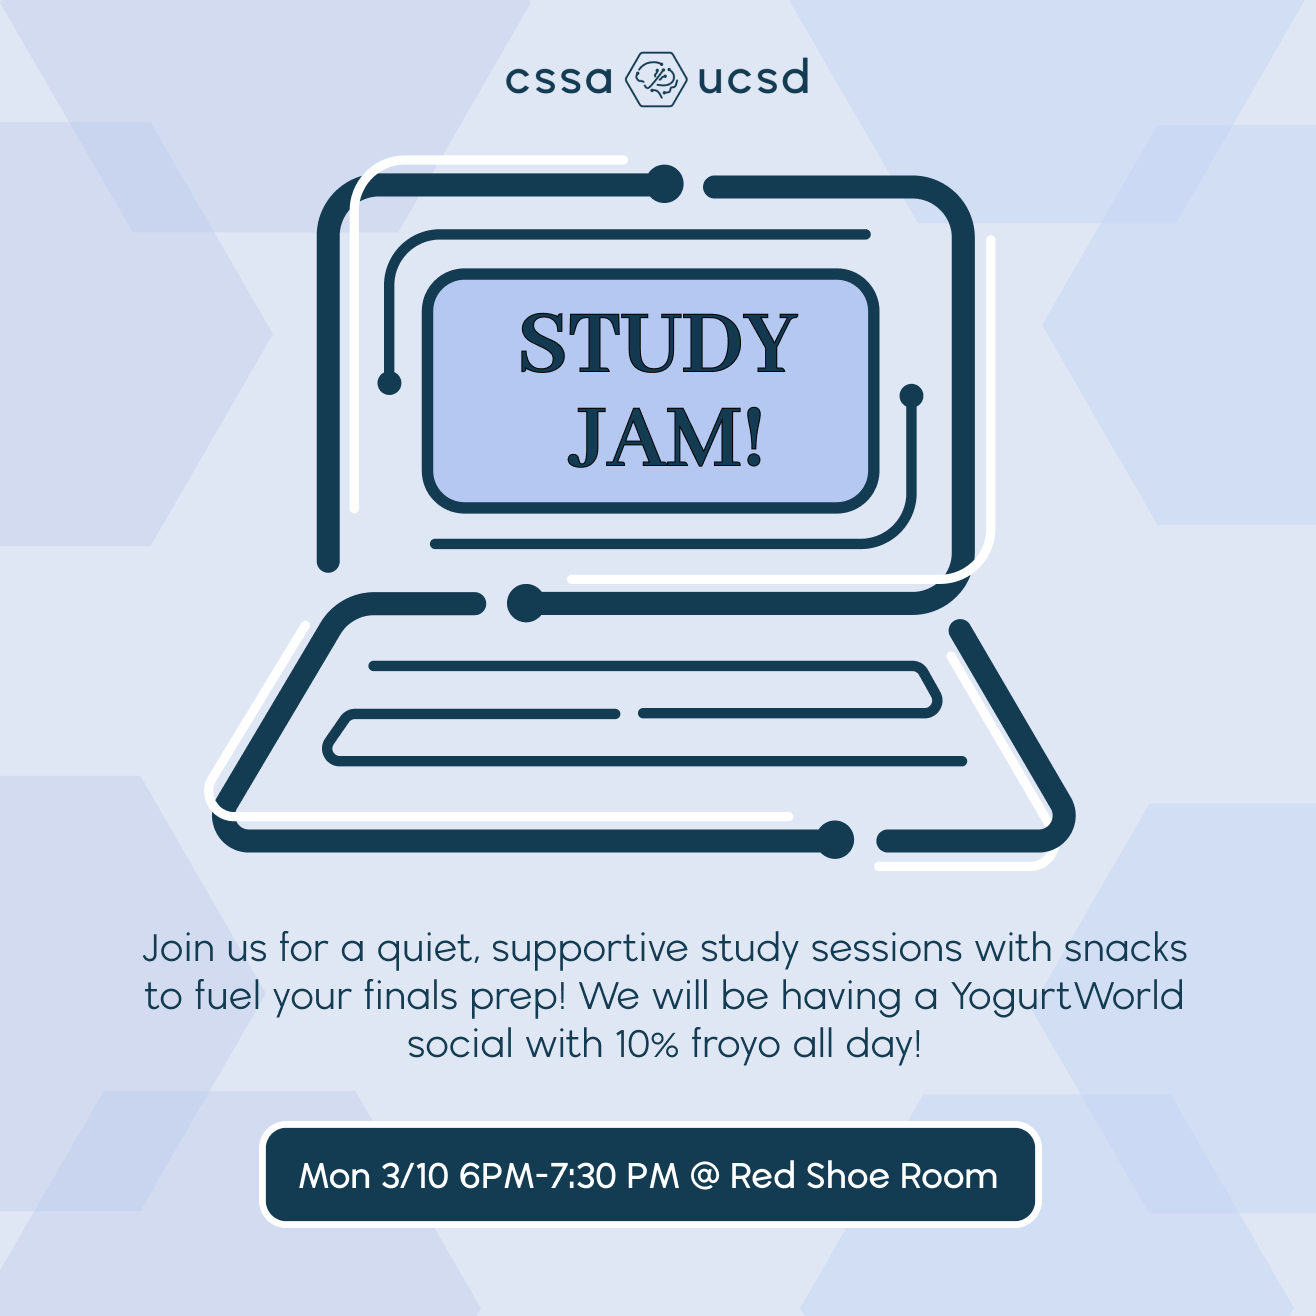 cssa ucsd
STUDY
JAM!
Join us for a quiet, supportive study sessions with snacks
to fuel your finals prep! We will be having a YogurtWorld
social with 10% froyo all day!
Mon 3/10 6PM-7:30 PM @ Red Shoe Room